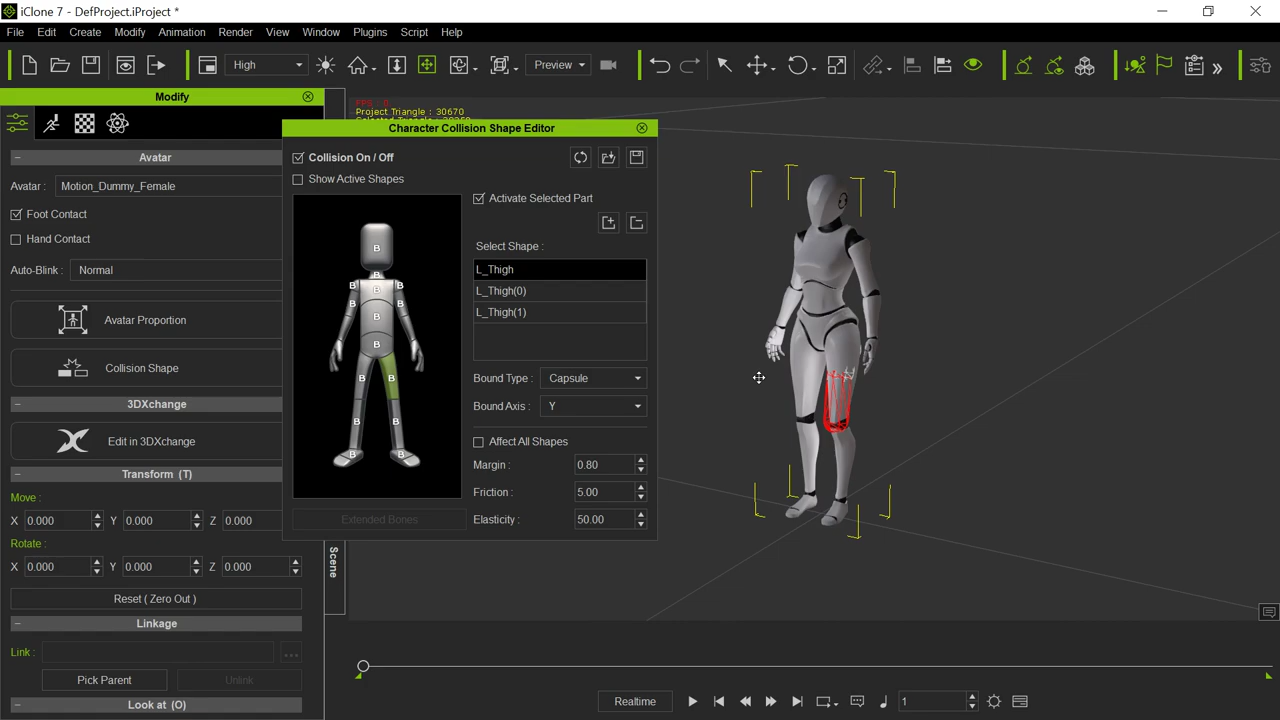 iClone 7 - DefProject.iProject *
File Edit Create Modify Animation Render View Window Plugins Script Help
High Preview
Modify
FPS 0
Project Triangle : 30670
Character Collision Shape Editor
Avatar
Avatar : Motion_Dummy_Female
Foot Contact
Hand Contact
Auto-Blink : Normal
Avatar Proportion
Collision Shape
3DXchange
Edit in 3DXchange
Transform (T)
Move :
X 0.000 Y 0.000 Z 0.000
Rotate :
X 0.000 Y 0.000 Z 0.000
Reset ( Zero Out )
Linkage
Link :
Pick Parent Unlink
Look at (O)
Collision On / Off
Show Active Shapes
B
B
B B B
B B
B
B
B B
B B
B B
Extended Bones
Activate Selected Part
Select Shape :
L_Thigh
L_Thigh(0)
L_Thigh(1)
Bound Type : Capsule
Bound Axis : Y
Affect All Shapes
Margin : 0.80
Friction : 5.00
Elasticity : 50.00
Scene
Realtime 1